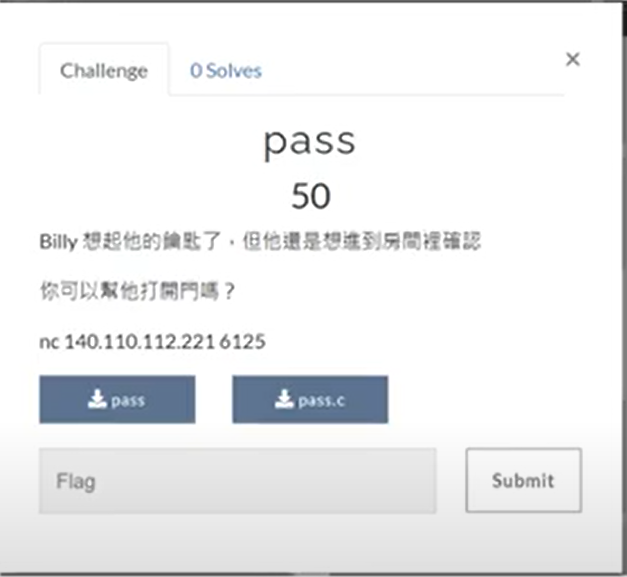 Challenge
0 Solves
×
pass
50
Billy 想起他的鑰匙了，但他還是想進到房間裡確認
你可以幫他打開門嗎？
nc 140.110.112.221 6125
pass
pass.c
Flag
Submit